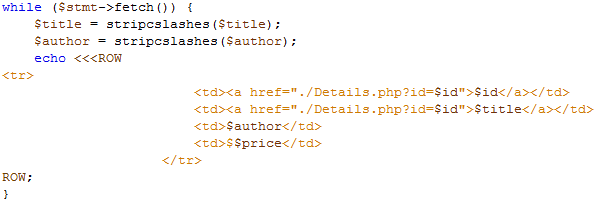 while ($stmt->fetch()) {
    $title = stripcslashes($title);
    $author = stripcslashes($author);
    echo <<<ROW
<tr>
                        <td><a href="./Details.php?id=$id">$id</a></td>
                        <td><a href="./Details.php?id=$id">$title</a></td>
                        <td>$author</td>
                        <td>$$price</td>
                    </tr>
ROW;
}